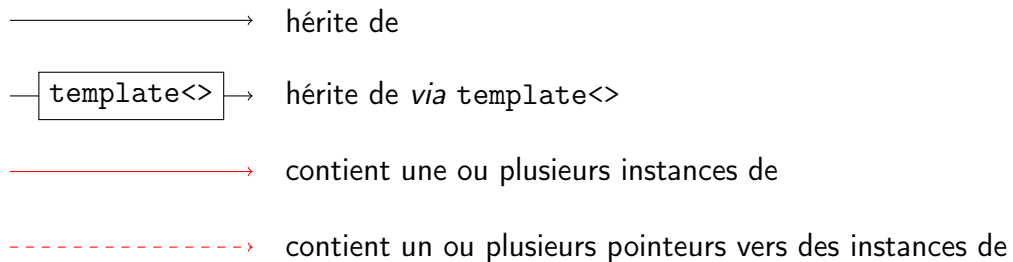 hérite de
template<> hérite de via template<>
contient une ou plusieurs instances de
contient un ou plusieurs pointeurs vers des instances de